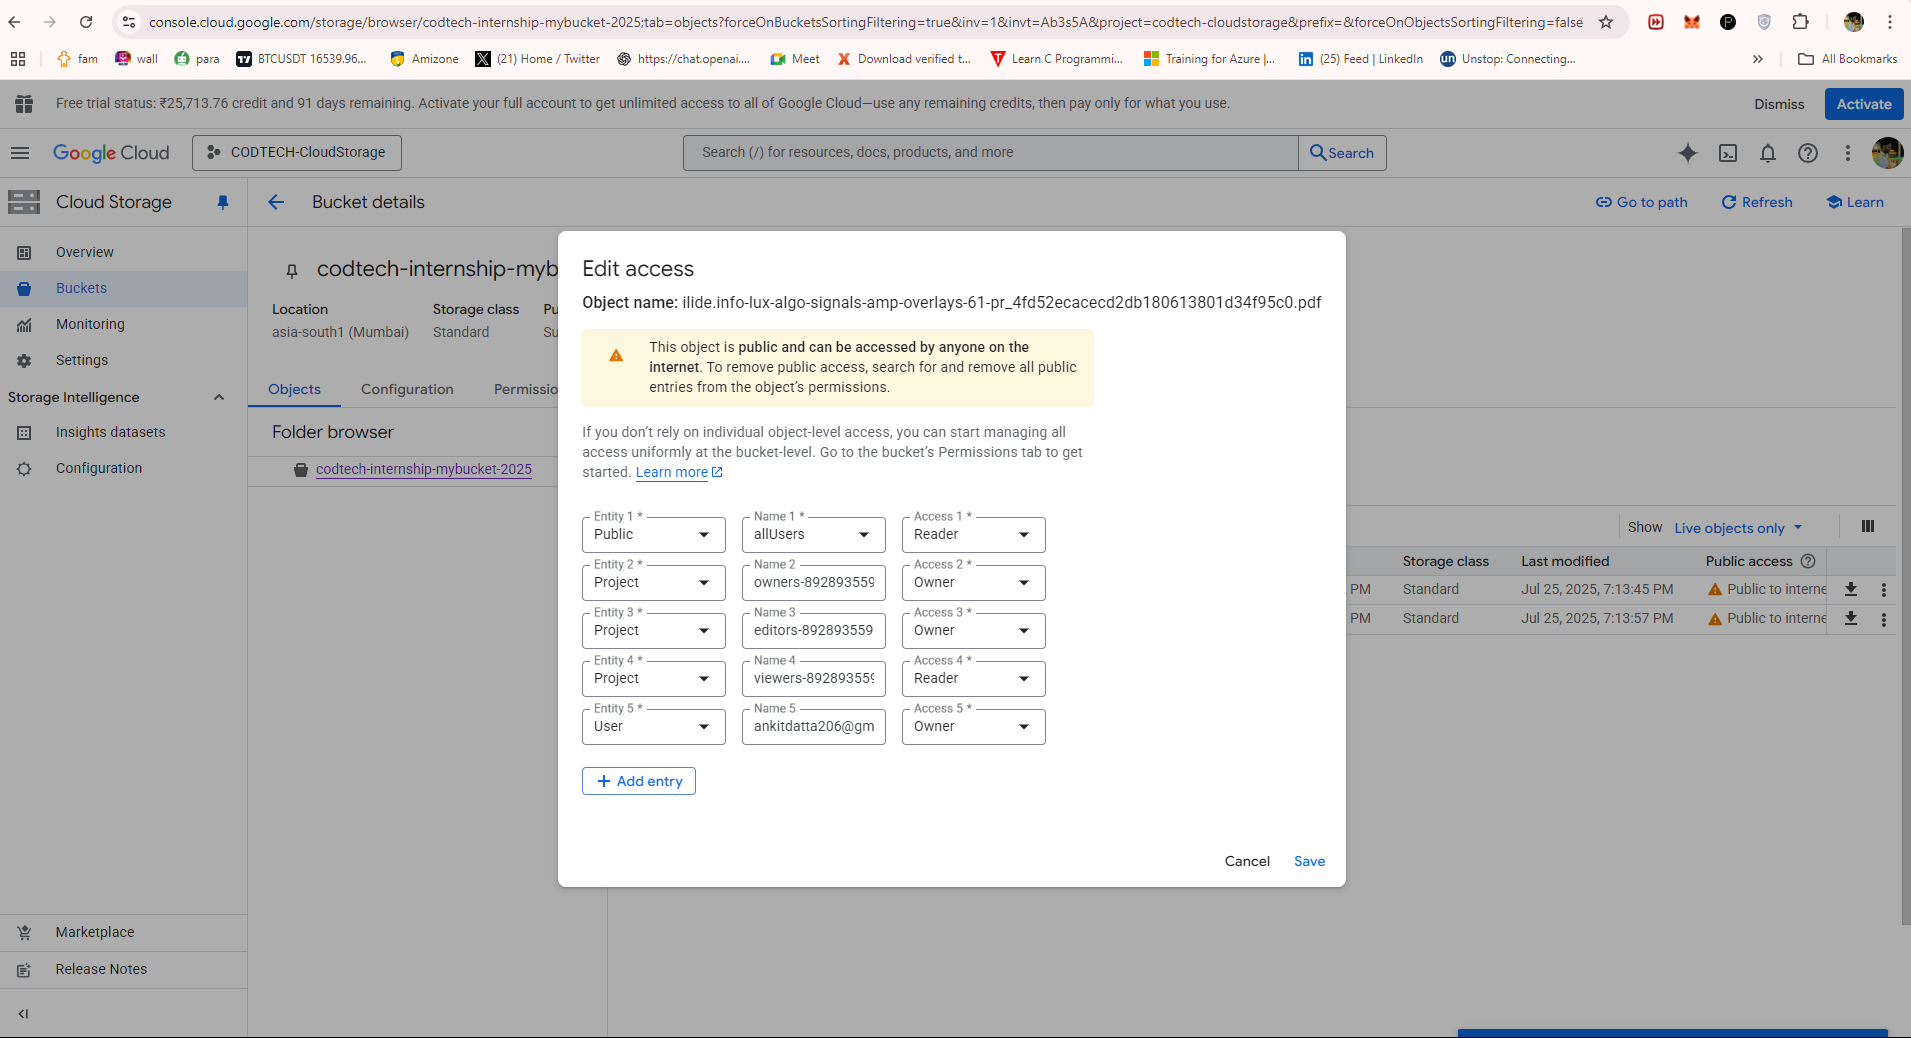 console.cloud.google.com/storage/browser/codtech-internship-mybucket-2025;tab=objects?forceOnBucketsSortingFiltering=true&inv=1&invt=Ab3s5A&project=codtech-cloudstorage&prefix=&forceOnObjectsSortingFiltering=false
fam
wall
para
BTCUSDT 16539.96...
Amizone
(21) Home / Twitter
https://chat.openai....
Meet
Download verified t...
Learn C Programmi...
Training for Azure |...
(25) Feed | LinkedIn
Unstop: Connecting...
All Bookmarks
Free trial status: ₹25,713.76 credit and 91 days remaining. Activate your full account to get unlimited access to all of Google Cloud—use any remaining credits, then pay only for what you use.
Dismiss
Activate
Google Cloud
CODTECH-CloudStorage
Search (/) for resources, docs, products, and more
Search
Cloud Storage
Bucket details
Go to path
Refresh
Learn
Overview
Buckets
Monitoring
Settings
Storage Intelligence
Insights datasets
Configuration
Marketplace
Release Notes
codtech-internship-myb
Location
Storage class
Pu
asia-south1 (Mumbai)
Standard
Su
Objects
Configuration
Permissio
Folder browser
codtech-internship-mybucket-2025
Edit access
Object name: ilide.info-lux-algo-signals-amp-overlays-61-pr_4fd52ecacecd2db180613801d34f95c0.pdf
This object is public and can be accessed by anyone on the
internet. To remove public access, search for and remove all public
entries from the object's permissions.
If you don't rely on individual object-level access, you can start managing all
access uniformly at the bucket-level. Go to the bucket's Permissions tab to get
started. Learn more
Entity 1 *
Name 1 *
Access 1 *
Public
allUsers
Reader
Entity 2 *
Name 2
Access 2 *
Project
owners-892893559
Owner
Entity 3 *
Name 3
Access 3 *
Project
editors-892893559
Owner
Entity 4 *
Name 4
Access 4 *
Project
viewers-892893559
Reader
Entity 5 *
Name 5
Access 5 *
User
ankitdatta206@gm
Owner
Add entry
Cancel
Save
Show
Live objects only
Storage class
Last modified
Public access
PM
Standard
Jul 25, 2025, 7:13:45 PM
Public to interne
PM
Standard
Jul 25, 2025, 7:13:57 PM
Public to interne